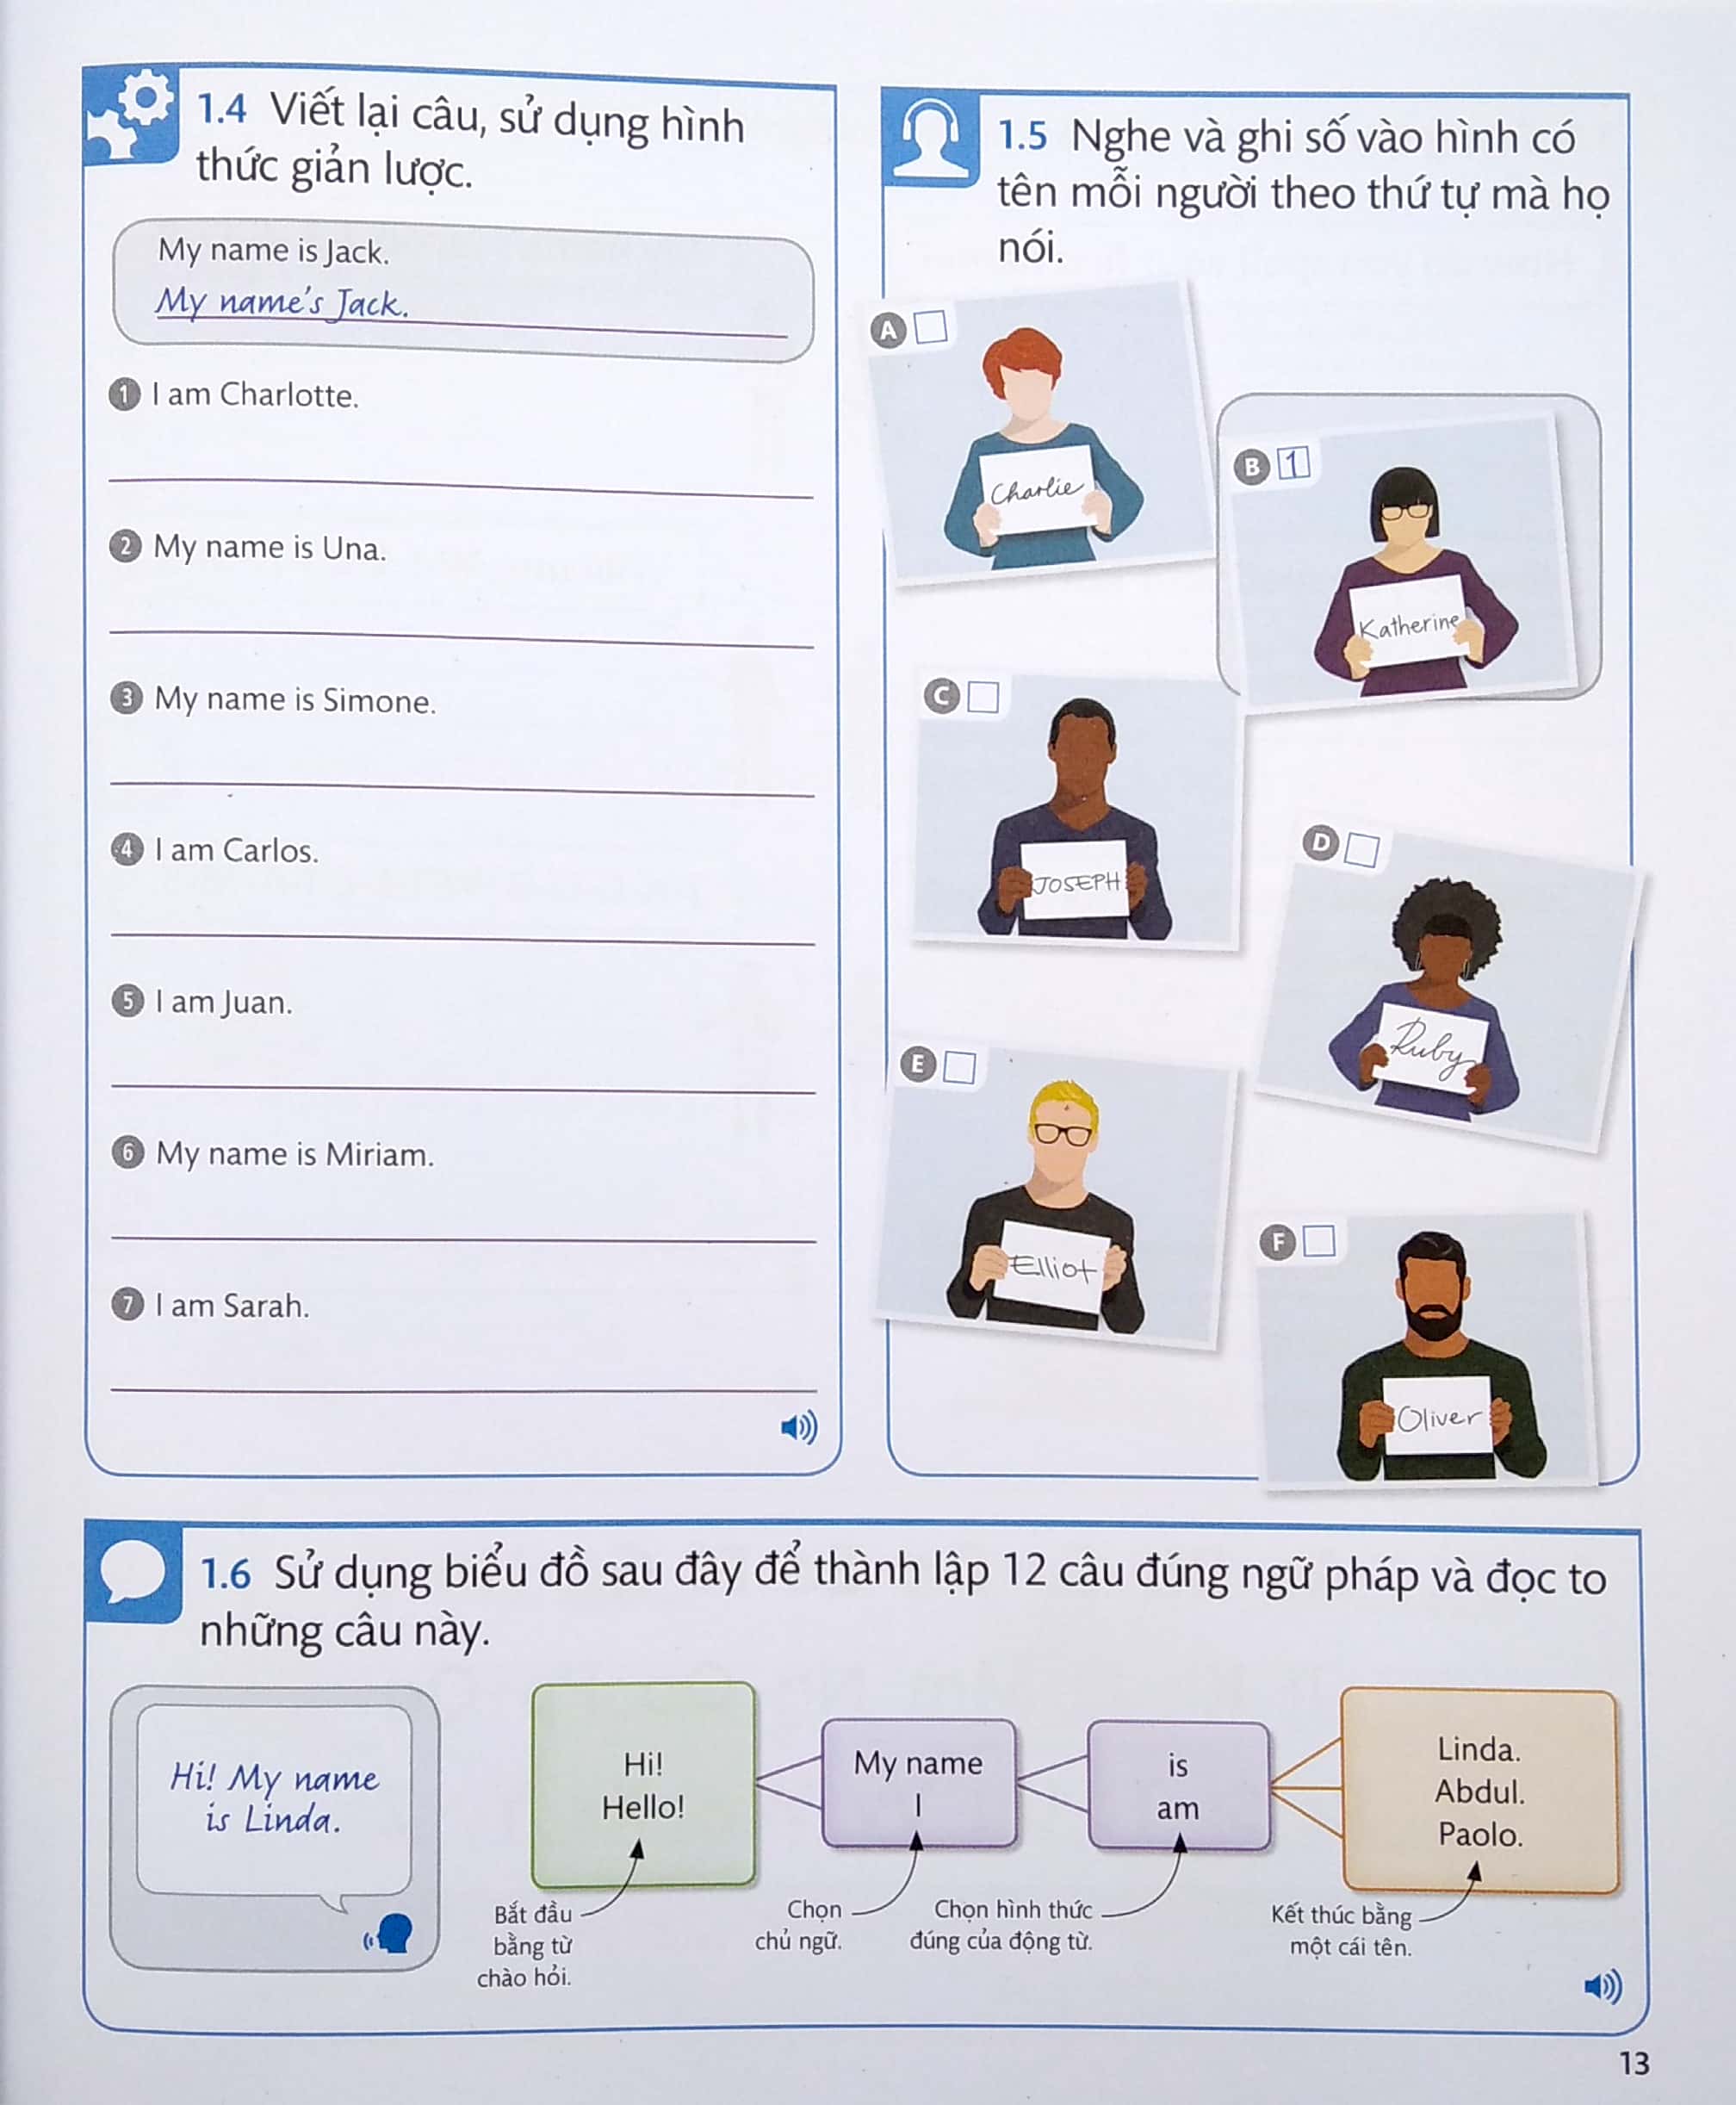 1.4 Viết lại câu, sử dụng hình
thức giản lược.
My name is Jack.
My name's Jack.
1 I am Charlotte.
2 My name is Una.
3 My name is Simone.
4 I am Carlos.
5 I am Juan.
6 My name is Miriam.
7 I am Sarah.
1.5 Nghe và ghi số vào hình có
tên mỗi người theo thứ tự mà họ
nói.
A
Charlie
B 1
Katherine
C
JOSEPH
D
Ruby
E
Elliot
F
Oliver
1.6 Sử dụng biểu đồ sau đây để thành lập 12 câu đúng ngữ pháp và đọc to
những câu này.
Hi! My name
is Linda.
Hi!
Hello!
My name
I
is
am
Linda.
Abdul.
Paolo.
Bắt đầu
bằng từ
chào hỏi.
Chọn
chủ ngữ.
Chọn hình thức
đúng của động từ.
Kết thúc bằng
một cái tên.
13